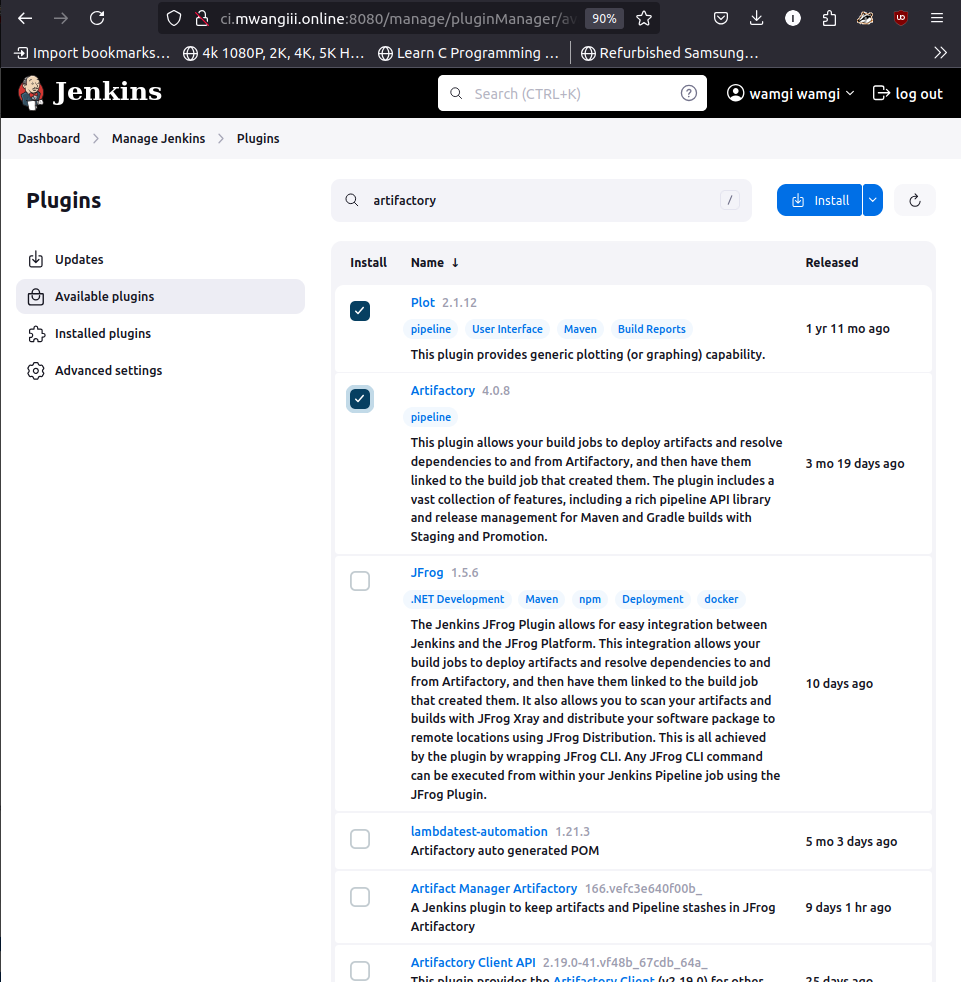 ci.mwangiii.online:8080/manage/pluginManager/av
90%
Import bookmarks...
4k 1080P, 2K, 4K, 5K H...
Learn C Programming ...
Refurbished Samsung...
Jenkins
Search (CTRL+K)
?
wamgi wamgi
log out
Dashboard
Manage Jenkins
Plugins
Plugins
artifactory
/
Install
Updates
Available plugins
Installed plugins
Advanced settings
Install Name ↓ Released
Plot 2.1.12
pipeline User Interface Maven Build Reports
1 yr 11 mo ago
This plugin provides generic plotting (or graphing) capability.
Artifactory 4.0.8
pipeline
This plugin allows your build jobs to deploy artifacts and resolve
dependencies to and from Artifactory, and then have them
linked to the build job that created them. The plugin includes a
vast collection of features, including a rich pipeline API library
and release management for Maven and Gradle builds with
Staging and Promotion.
3 mo 19 days ago
JFrog 1.5.6
.NET Development Maven npm Deployment docker
The Jenkins JFrog Plugin allows for easy integration between
Jenkins and the JFrog Platform. This integration allows your
build jobs to deploy artifacts and resolve dependencies to and
from Artifactory, and then have them linked to the build job
that created them. It also allows you to scan your artifacts and
builds with JFrog Xray and distribute your software package to
remote locations using JFrog Distribution. This is all achieved
by the plugin by wrapping JFrog CLI. Any JFrog CLI command
can be executed from within your Jenkins Pipeline job using the
JFrog Plugin.
10 days ago
lambdatest-automation 1.21.3
Artifactory auto generated POM
5 mo 3 days ago
Artifact Manager Artifactory 166.vefc3e640f00b_
A Jenkins plugin to keep artifacts and Pipeline stashes in JFrog
Artifactory
9 days 1 hr ago
Artifactory Client API 2.19.0-41.vf48b_67cdb_64a_
This plugin provides the Artifactory Client (v2.19.0) for other
25 days ago